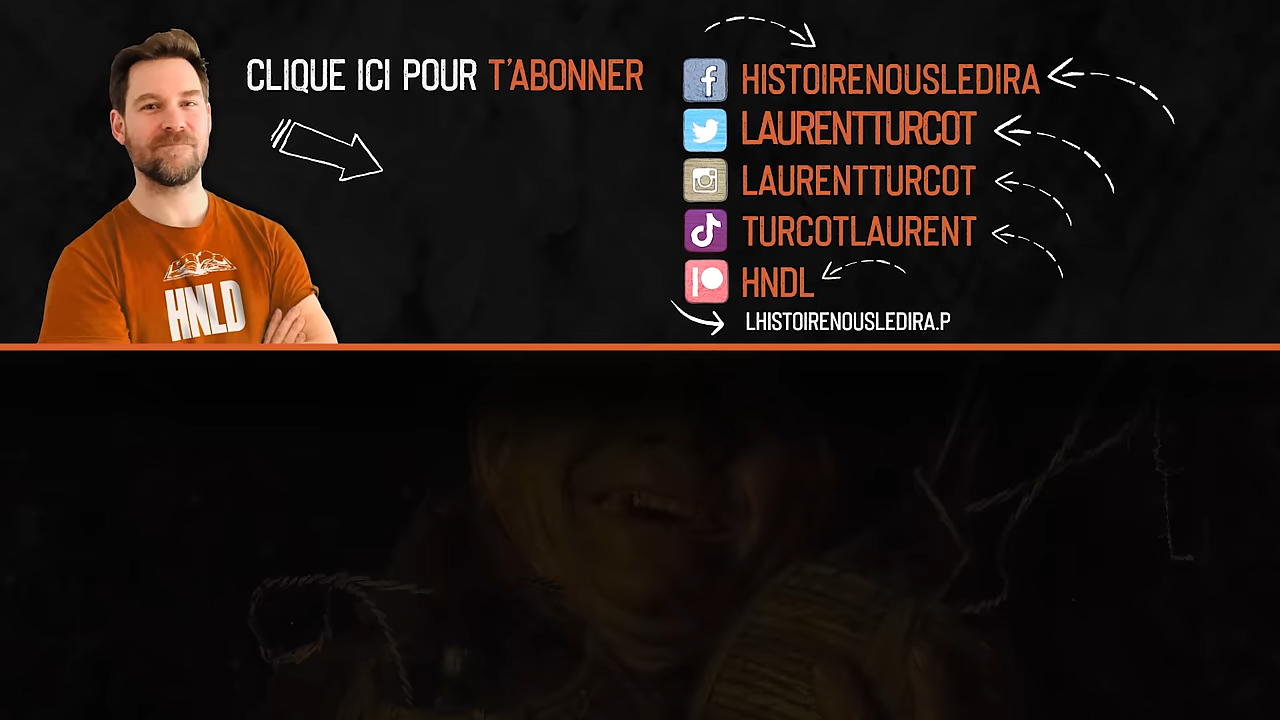 CLIQUE ICI POUR T'ABONNER
HNLD
HISTOIRENOUSLEDIRA
LAURENTTURCOT
LAURENTTURCOT
TURCOTLAURENT
HNDL
LHISTOIRENOUSLEDIRA.P